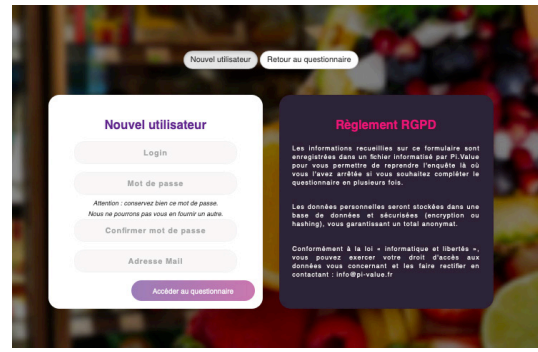 Nouvel utilisateur
Retour au questionnaire
Nouvel utilisateur
Login
Mot de passe
Attention : conservez bien ce mot de passe.
Nous ne pourrons pas vous en fournir un autre.
Confirmer mot de passe
Adresse Mail
Accéder au questionnaire
Règlement RGPD
Les informations recueillies sur ce formulaire sont
enregistrées dans un fichier informatisé par Pi.Value
pour vous permettre de reprendre l'enquête là où
vous l'avez arrêtée si vous souhaitez compléter le
questionnaire en plusieurs fois.
Les données personnelles seront stockées dans une
base de données et sécurisées (encryption ou
hashing), vous garantissant un total anonymat.
Conformément à la loi « informatique et libertés »,
vous pouvez exercer votre droit d'accès aux
données vous concernant et les faire rectifier en
contactant : info@pi-value.fr